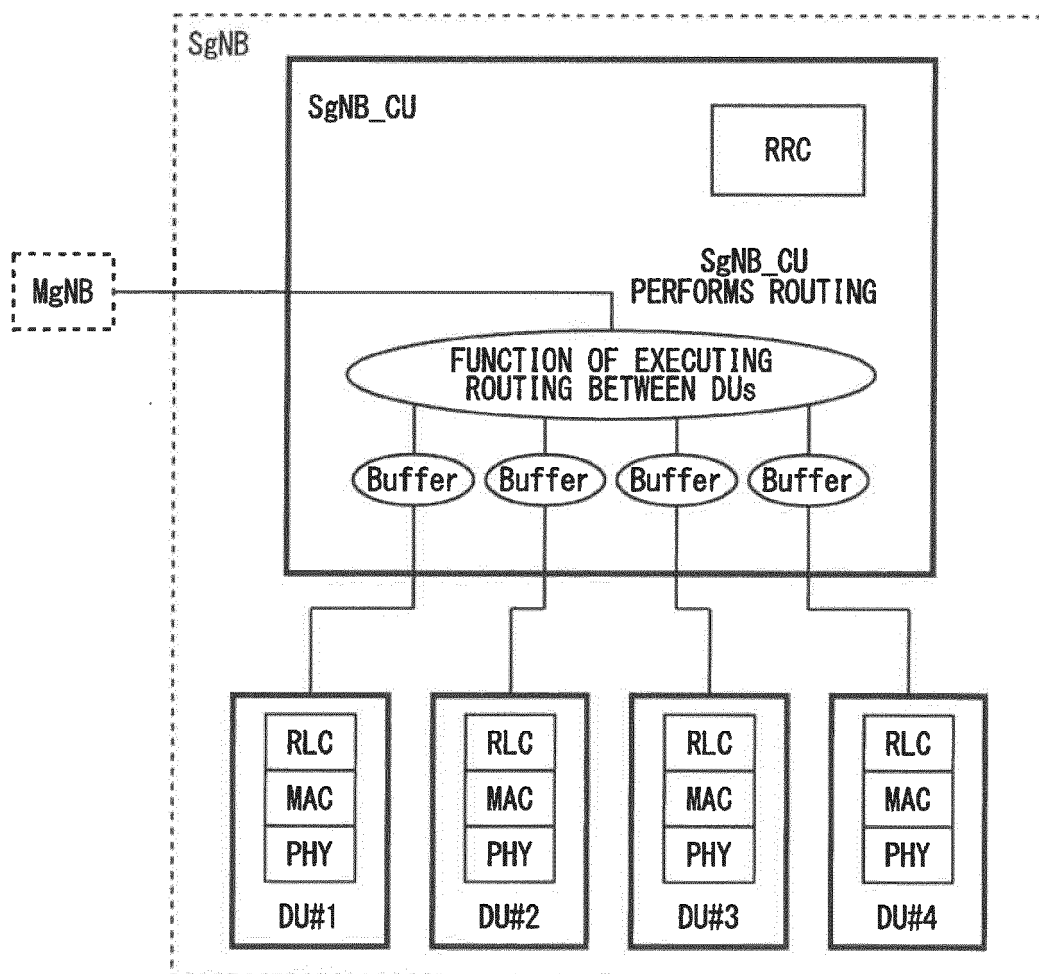 SgNB
SgNB_CU
RRC
MgNB
SgNB_CU
PERFORMS ROUTING
FUNCTION OF EXECUTING
ROUTING BETWEEN DUs
Buffer Buffer Buffer Buffer
RLC RLC RLC RLC
MAC MAC MAC MAC
PHY PHY PHY PHY
DU#1 DU#2 DU#3 DU#4